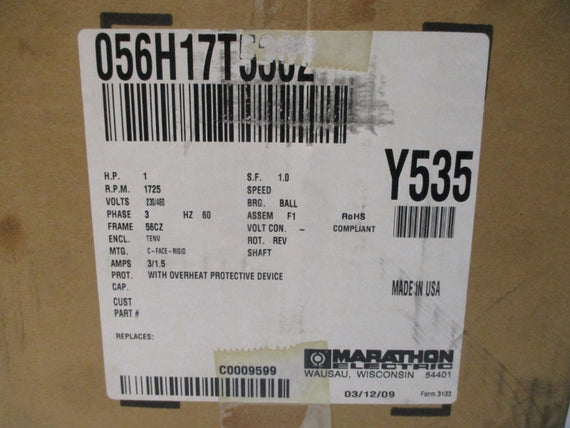 Y535
H.P. 1 S.F. 1.0
R.P.M. 1725 SPEED
VOLTS 230/460 BRG. BALL
PHASE 3 HZ 60 ASSEM F1 RoHS
FRAME 56CZ VOLT CON. - COMPLIANT
ENCL. TENV ROT. REV
MTG. C-FACE-RIGID SHAFT
AMPS 3/1.5
PROT. WITH OVERHEAT PROTECTIVE DEVICE
CAP.
MADE IN USA
CUST
PART #
REPLACES:
MARATHON
ELECTRIC
C0009599
WAUSAU, WISCONSIN 54401
03/12/09 Form 3133